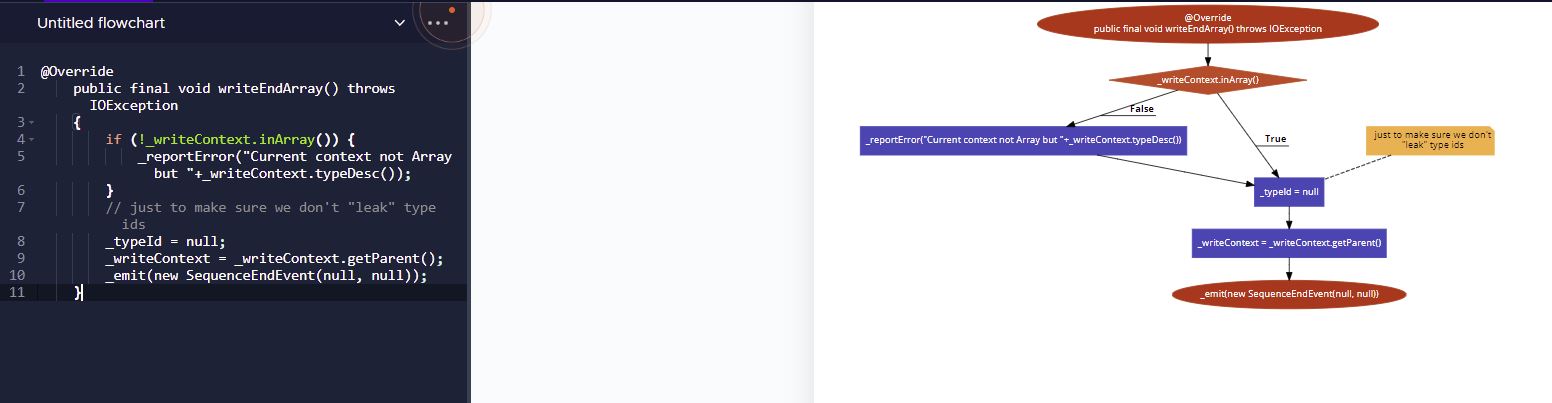 Untitled flowchart
1 @Override
2 public final void writeEndArray() throws
IOException
3 {
4 if (!_writeContext.inArray()) {
5 _reportError("Current context not Array
but "+_writeContext.typeDesc());
6 }
7 // just to make sure we don't "leak" type
ids
8 _typeId = null;
9 _writeContext = _writeContext.getParent();
10 _emit(new SequenceEndEvent(null, null));
11 }
@Override
public final void writeEndArray() throws IOException
_writeContext.inArray()
False
True
_reportError("Current context not Array but "+_writeContext.typeDesc())
just to make sure we don't
"leak" type ids
_typeId = null
_writeContext = _writeContext.getParent()
_emit(new SequenceEndEvent(null, null))